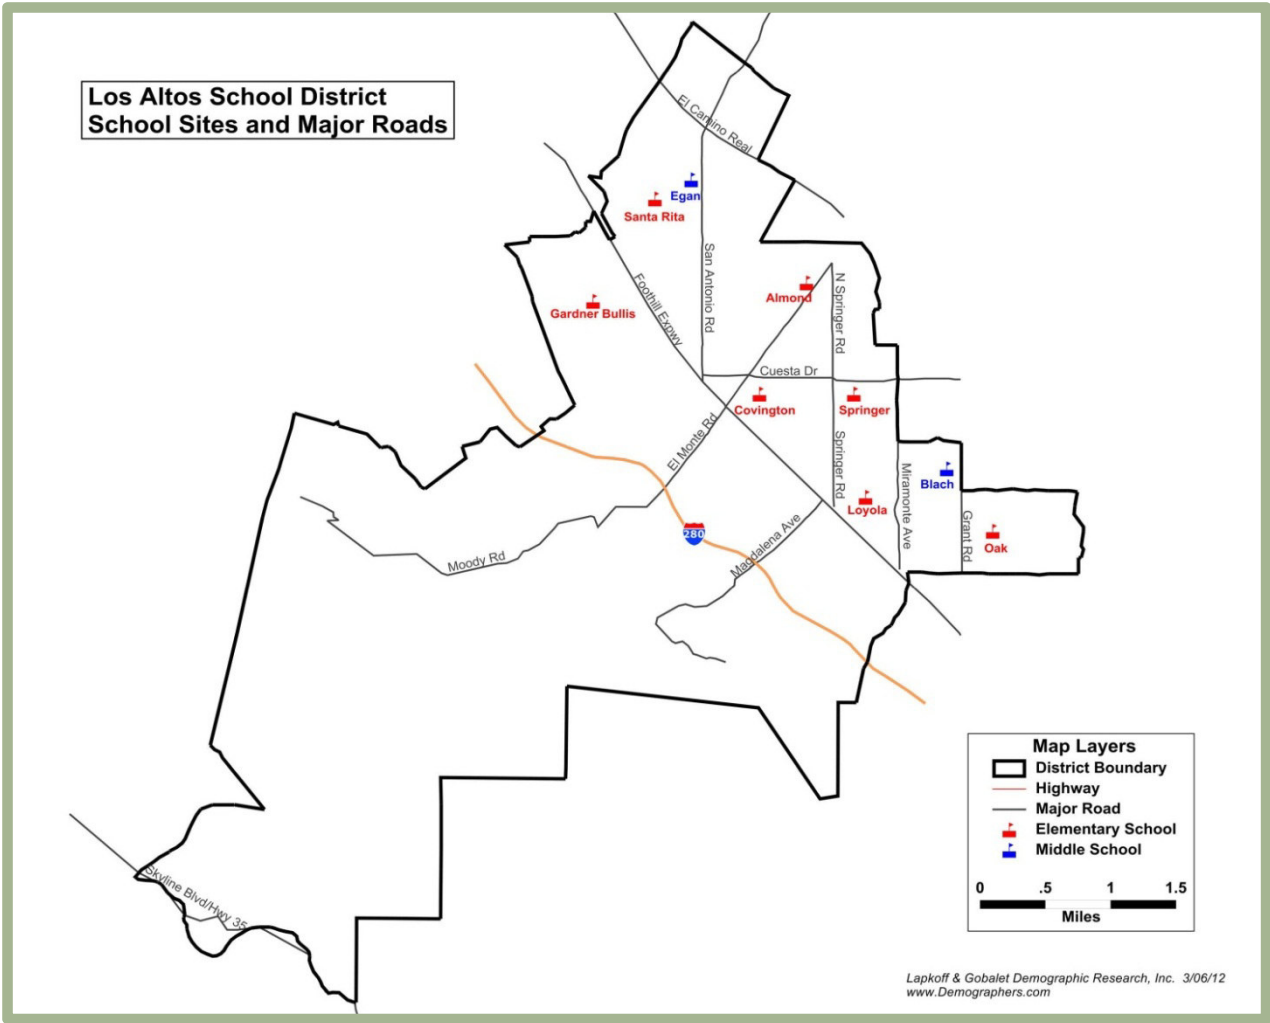 Los Altos School District
School Sites and Major Roads
El Camino Real
Egan
Santa Rita
San Antonio Rd
Foothill Expwy
Almond
N Springer Rd
Gardner Bullis
Cuesta Dr
Covington
Springer
El Monte Rd
Springer Rd
Miramonte Ave
Blach
Loyola
Grant Rd
Oak
280
Magdalena Ave
Moody Rd
Skyline Blvd/Hwy 35
Map Layers
District Boundary
Highway
Major Road
Elementary School
Middle School
0 .5 1 1.5
Miles
Lapkoff & Gobalet Demographic Research, Inc. 3/06/12
www.Demographers.com